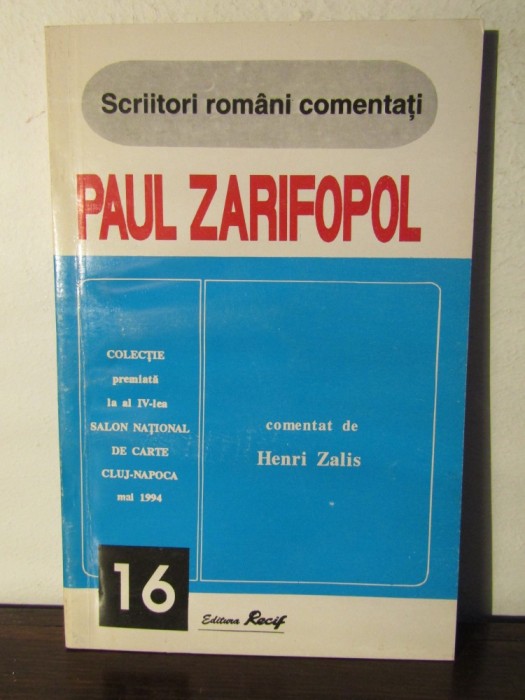 Scriitori români comentați
PAUL ZARIFOPOL
COLECȚIE
premiată
la al IV-lea
SALON NAȚIONAL
DE CARTE
CLUJ-NAPOCA
mai 1994
comentat de
Henri Zalis
16
Editura Recif